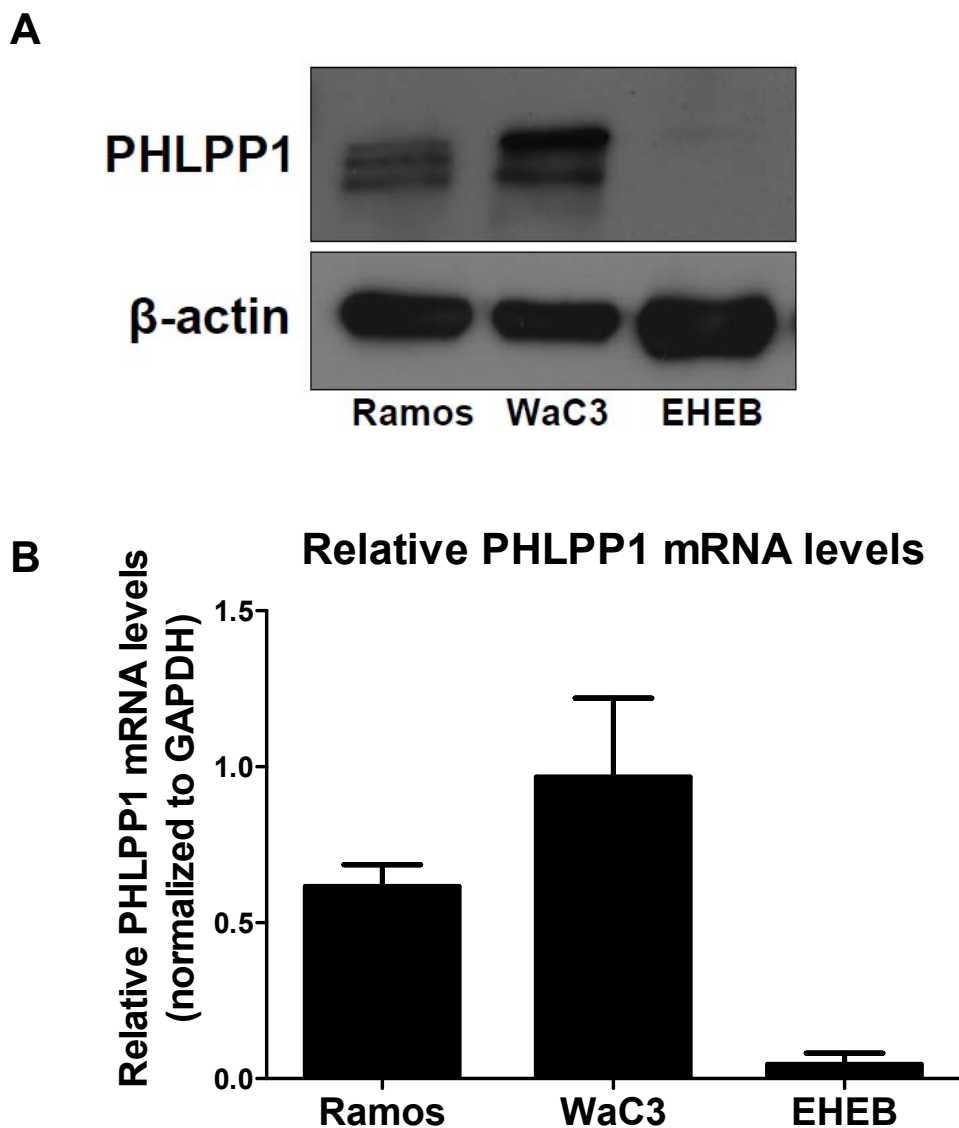 A
PHLPP1
β-actin
Ramos WaC3 EHEB
B
Relative PHLPP1 mRNA levels
Relative PHLPP1 mRNA levels
(normalized to GAPDH)
1.5
1.0
0.5
0.0
Ramos WaC3 EHEB